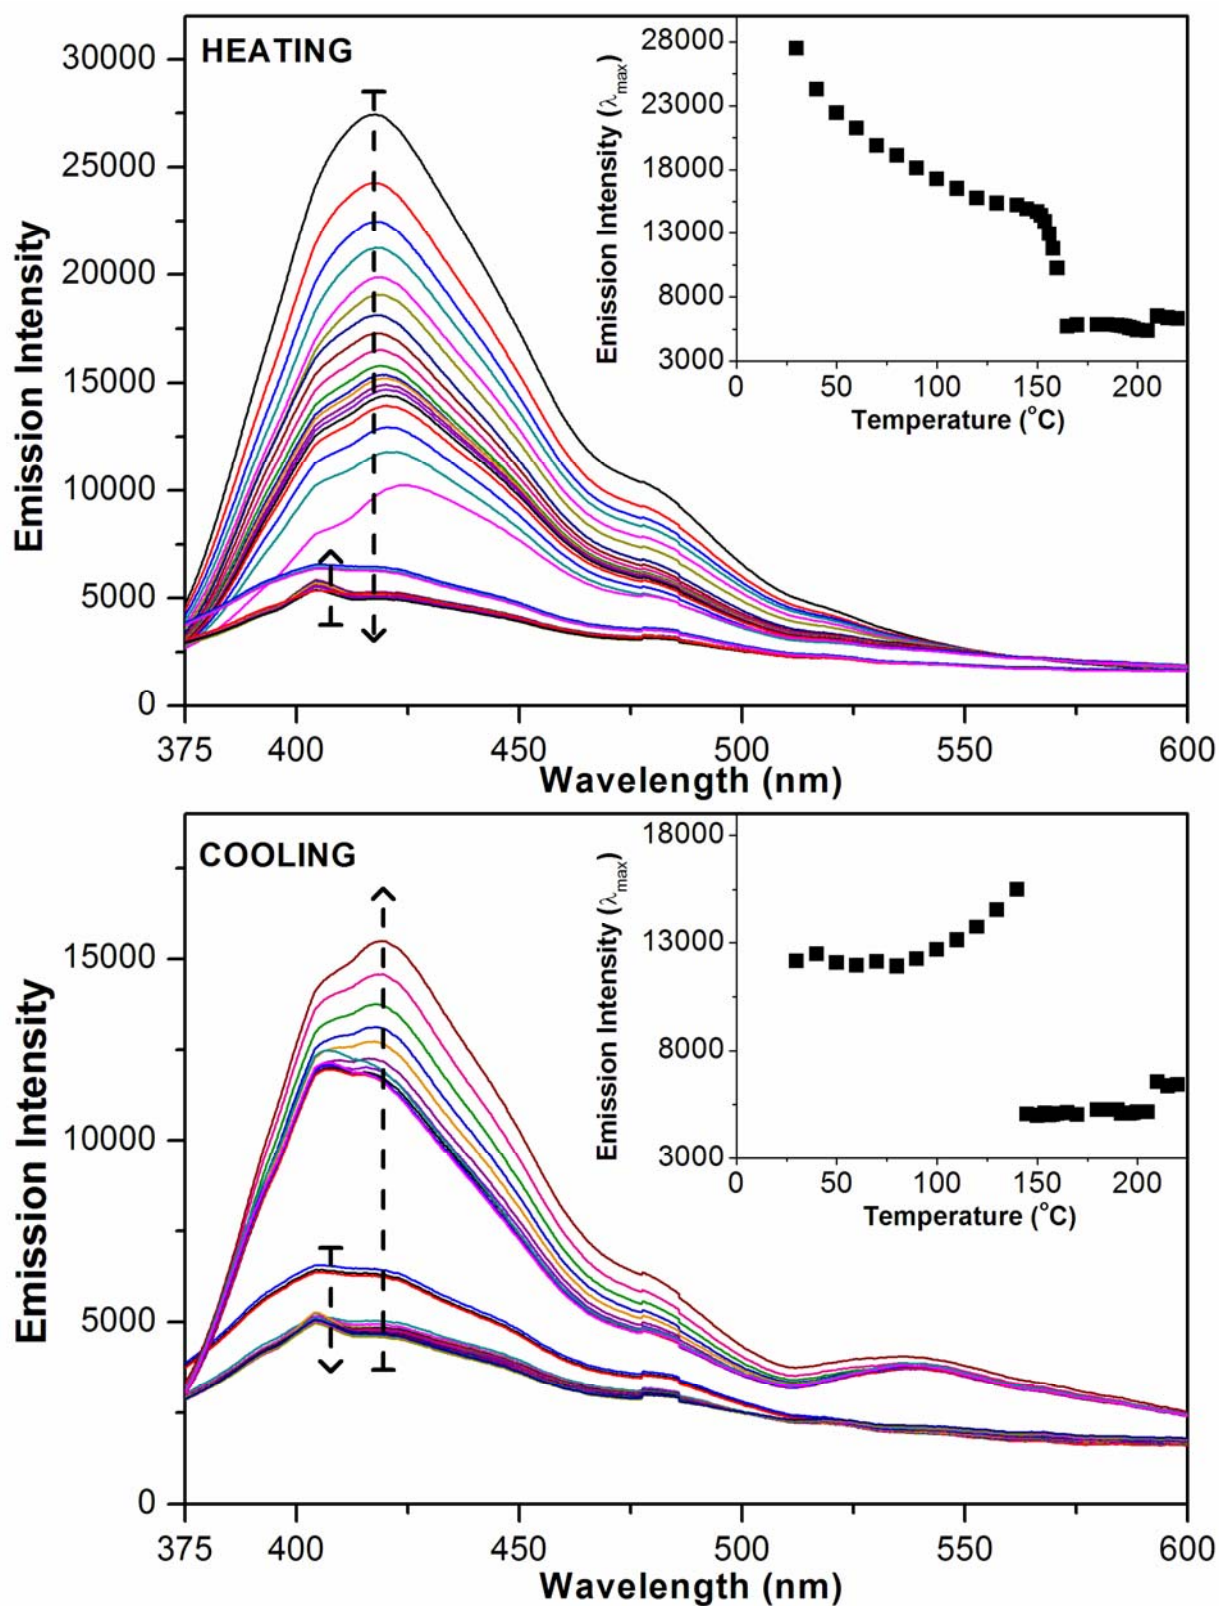 HEATING
30000
25000
20000
15000
10000
5000
0
Emission Intensity
375 400 450 500 550 600
Wavelength (nm)
28000
23000
18000
13000
8000
3000
Emission Intensity (λmax)
0 50 100 150 200
Temperature (°C)
COOLING
15000
10000
5000
0
Emission Intensity
375 400 450 500 550 600
Wavelength (nm)
18000
13000
8000
3000
Emission Intensity (λmax)
0 50 100 150 200
Temperature (°C)